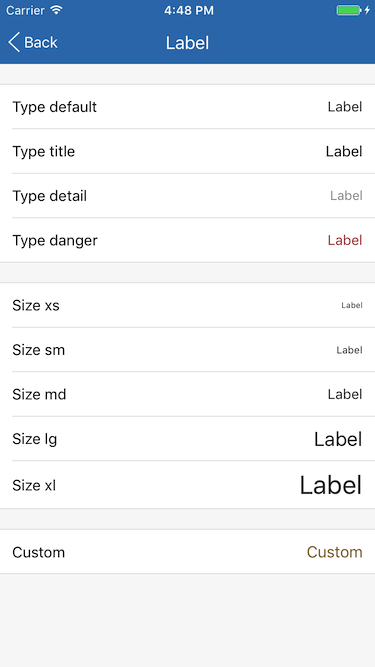 Carrier 4:48 PM
Back Label
Type default Label
Type title Label
Type detail Label
Type danger Label
Size xs Label
Size sm Label
Size md Label
Size lg Label
Size xl Label
Custom Custom